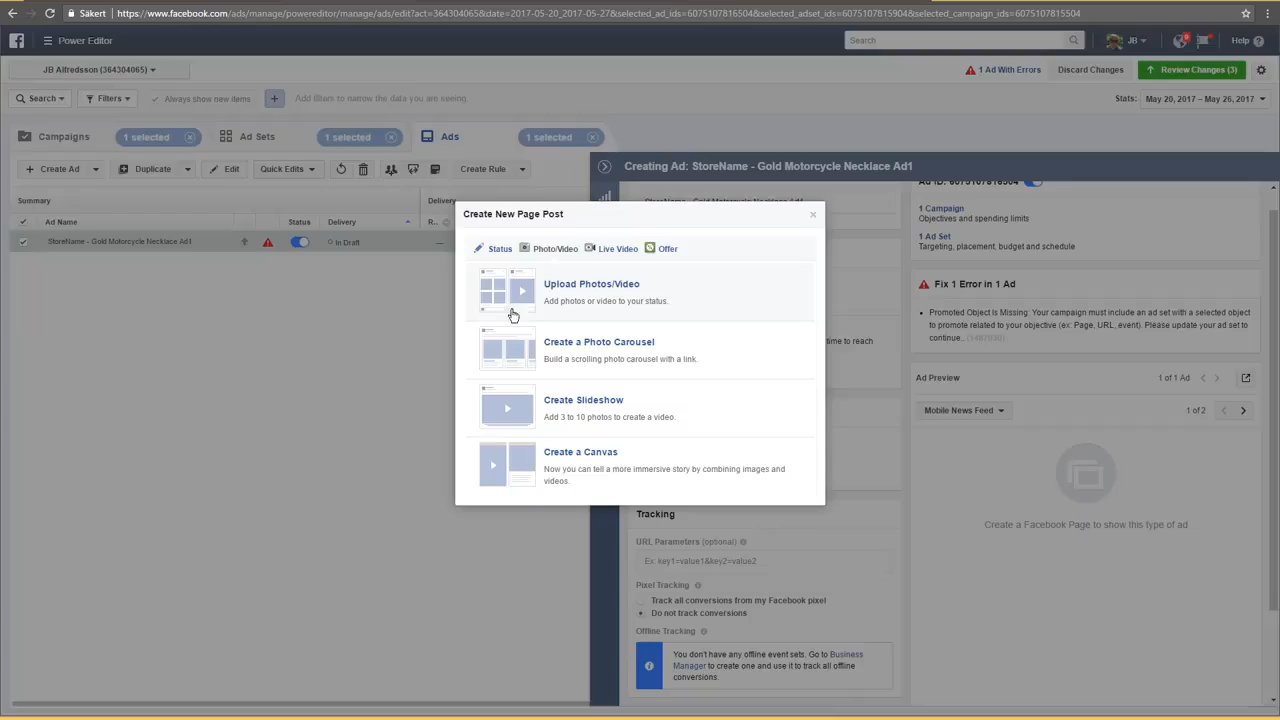 Säkert
https://www.facebook.com/ads/manage/powereditor/manage/ads/edit?act=364304065&date=2017-05-20_2017-05-27&selected_ad_ids=6075107816504&selected_adset_ids=6075107815904&selected_campaign_ids=6075107815504
Power Editor
Search
JB
Help
JB Alfredsson (364304065)
1 Ad With Errors
Discard Changes
Review Changes (3)
Search
Filters
Always show new items
Add filters to narrow the data you are seeing.
Stats:
May 20, 2017 – May 26, 2017
Campaigns
1 selected
Ad Sets
1 selected
Ads
1 selected
Create Ad
Duplicate
Edit
Quick Edits
Create Rule
Creating Ad: StoreName - Gold Motorcycle Necklace Ad1
Summary
Delivery
Ad Name
Status
Delivery
R...
StoreName - Gold Motorcycle Necklace Ad1
In Draft
Create New Page Post
Status
Photo/Video
Live Video
Offer
Upload Photos/Video
Add photos or video to your status.
Create a Photo Carousel
Build a scrolling photo carousel with a link.
Create Slideshow
Add 3 to 10 photos to create a video.
Create a Canvas
Now you can tell a more immersive story by combining images and
videos.
time to reach
Tracking
URL Parameters (optional)
Ex: key1=value1&key2=value2
Pixel Tracking
Track all conversions from my Facebook pixel
Do not track conversions
Offline Tracking
You don't have any offline event sets. Go to Business
Manager to create one and use it to track all offline
conversions.
Ad ID: 6075107816504
1 Campaign
Objectives and spending limits
1 Ad Set
Targeting, placement, budget and schedule
Fix 1 Error in 1 Ad
Promoted Object Is Missing: Your campaign must include an ad set with a selected object
to promote related to your objective (ex: Page, URL, event). Please update your ad set to
continue.
Ad Preview
1 of 1 Ad
Mobile News Feed
1 of 2
Create a Facebook Page to show this type of ad